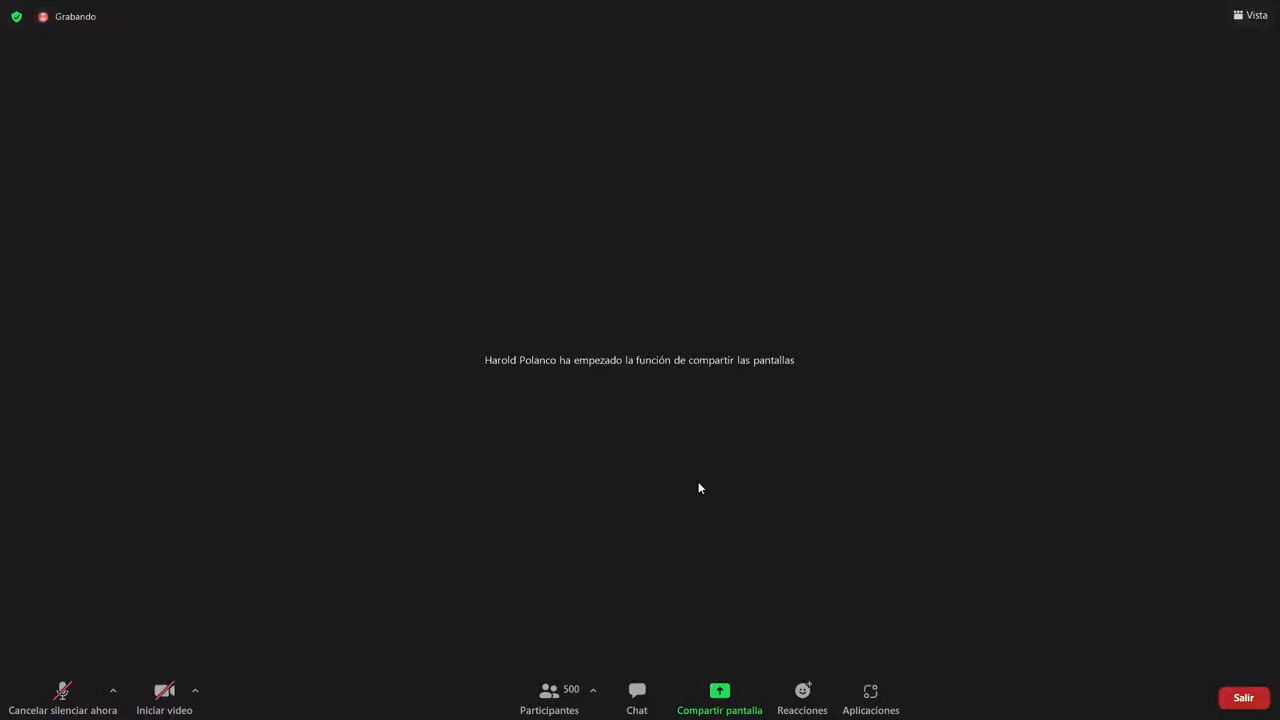 Grabando
Vista
Harold Polanco ha empezado la función de compartir las pantallas
500
Cancelar silenciar ahora
Iniciar video
Participantes
Chat
Compartir pantalla
Reacciones
Aplicaciones
Salir